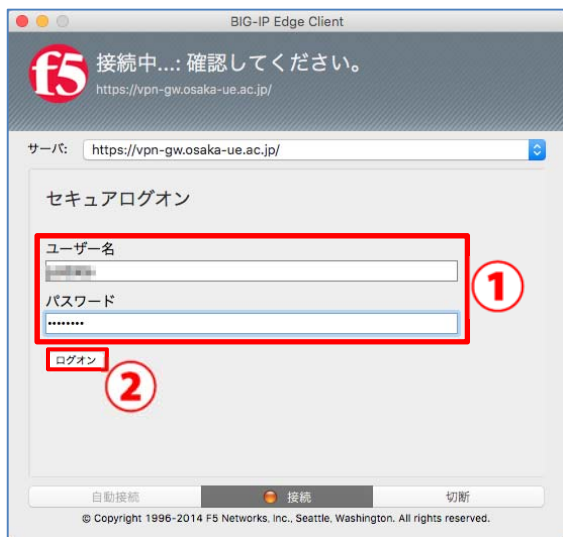 BIG-IP Edge Client
f5
接続中...: 確認してください。
https://vpn-gw.osaka-ue.ac.jp/
サーバ: https://vpn-gw.osaka-ue.ac.jp/
セキュアログオン
ユーザー名
①
パスワード
••••••••
ログオン
②
自動接続 接続 切断
© Copyright 1996-2014 F5 Networks, Inc., Seattle, Washington. All rights reserved.